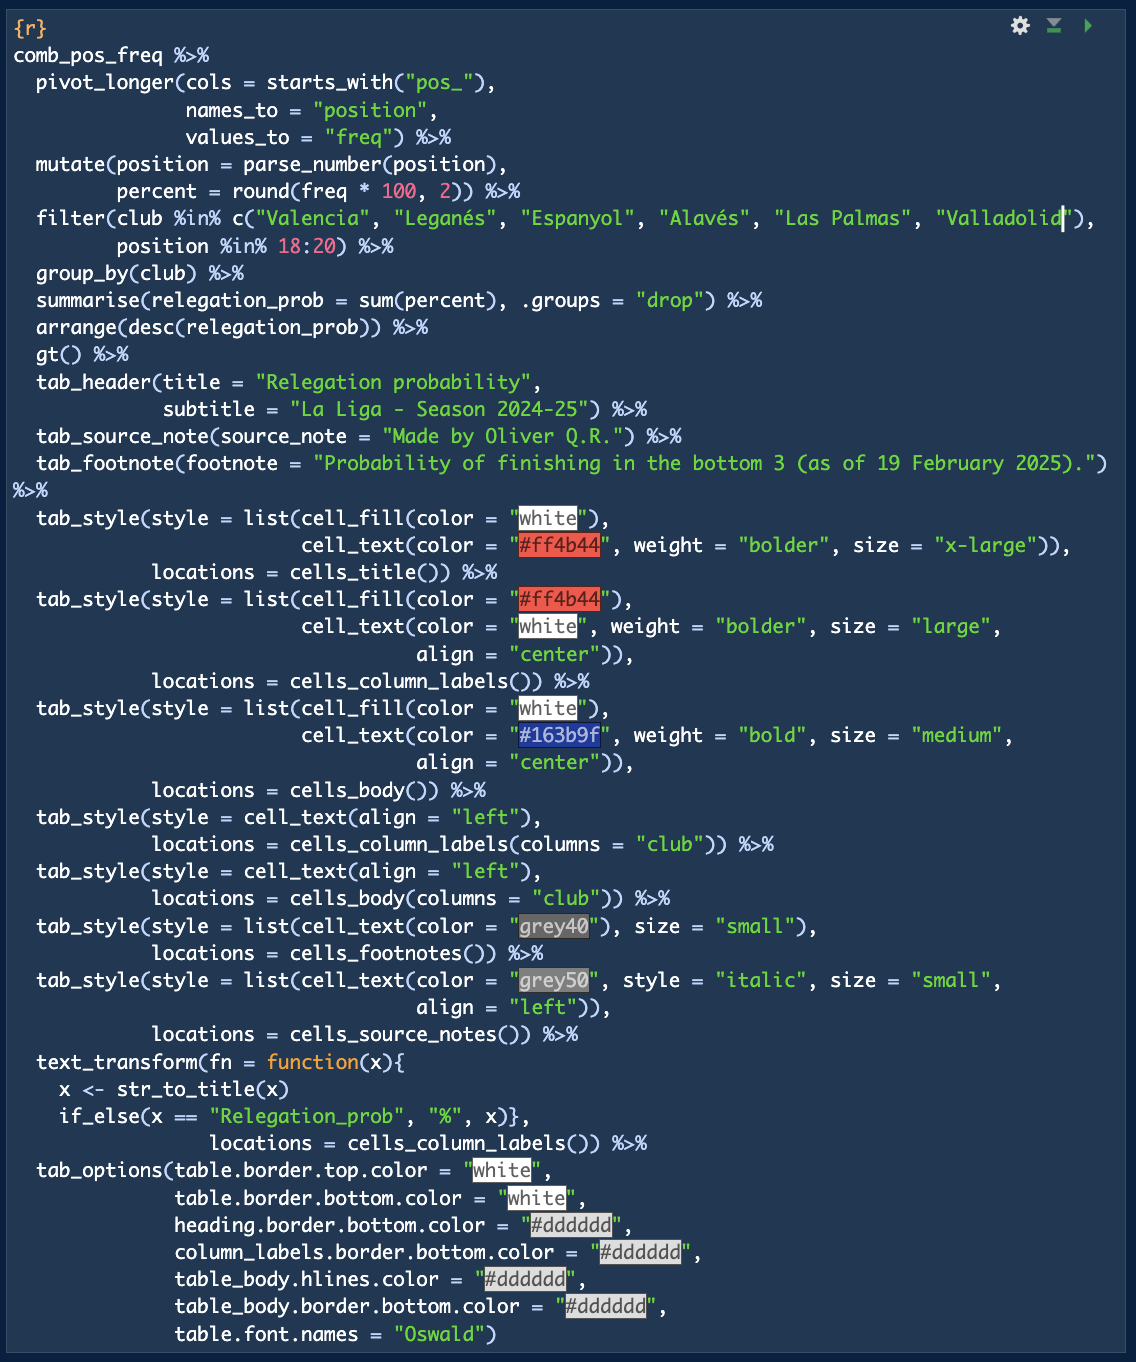 {r}
comb_pos_freq %>%
  pivot_longer(cols = starts_with("pos_"),
               names_to = "position",
               values_to = "freq") %>%
  mutate(position = parse_number(position),
         percent = round(freq * 100, 2)) %>%
  filter(club %in% c("Valencia", "Leganés", "Espanyol", "Alavés", "Las Palmas", "Valladolid"),
         position %in% 18:20) %>%
  group_by(club) %>%
  summarise(relegation_prob = sum(percent), .groups = "drop") %>%
  arrange(desc(relegation_prob)) %>%
  gt() %>%
  tab_header(title = "Relegation probability",
             subtitle = "La Liga - Season 2024-25") %>%
  tab_source_note(source_note = "Made by Oliver Q.R.") %>%
  tab_footnote(footnote = "Probability of finishing in the bottom 3 (as of 19 February 2025).")
%>%
  tab_style(style = list(cell_fill(color = "white"),
                         cell_text(color = "#ff4b44", weight = "bolder", size = "x-large")),
            locations = cells_title()) %>%
  tab_style(style = list(cell_fill(color = "#ff4b44"),
                         cell_text(color = "white", weight = "bolder", size = "large",
                                   align = "center")),
            locations = cells_column_labels()) %>%
  tab_style(style = list(cell_fill(color = "white"),
                         cell_text(color = "#163b9f", weight = "bold", size = "medium",
                                   align = "center")),
            locations = cells_body()) %>%
  tab_style(style = cell_text(align = "left"),
            locations = cells_column_labels(columns = "club")) %>%
  tab_style(style = cell_text(align = "left"),
            locations = cells_body(columns = "club")) %>%
  tab_style(style = list(cell_text(color = "grey40"), size = "small"),
            locations = cells_footnotes()) %>%
  tab_style(style = list(cell_text(color = "grey50", style = "italic", size = "small",
                                   align = "left")),
            locations = cells_source_notes()) %>%
  text_transform(fn = function(x){
    x <- str_to_title(x)
    if_else(x == "Relegation_prob", "%", x)},
                 locations = cells_column_labels()) %>%
  tab_options(table.border.top.color = "white",
              table.border.bottom.color = "white",
              heading.border.bottom.color = "#dddddd",
              column_labels.border.bottom.color = "#dddddd",
              table_body.hlines.color = "#dddddd",
              table_body.border.bottom.color = "#dddddd",
              table.font.names = "Oswald")